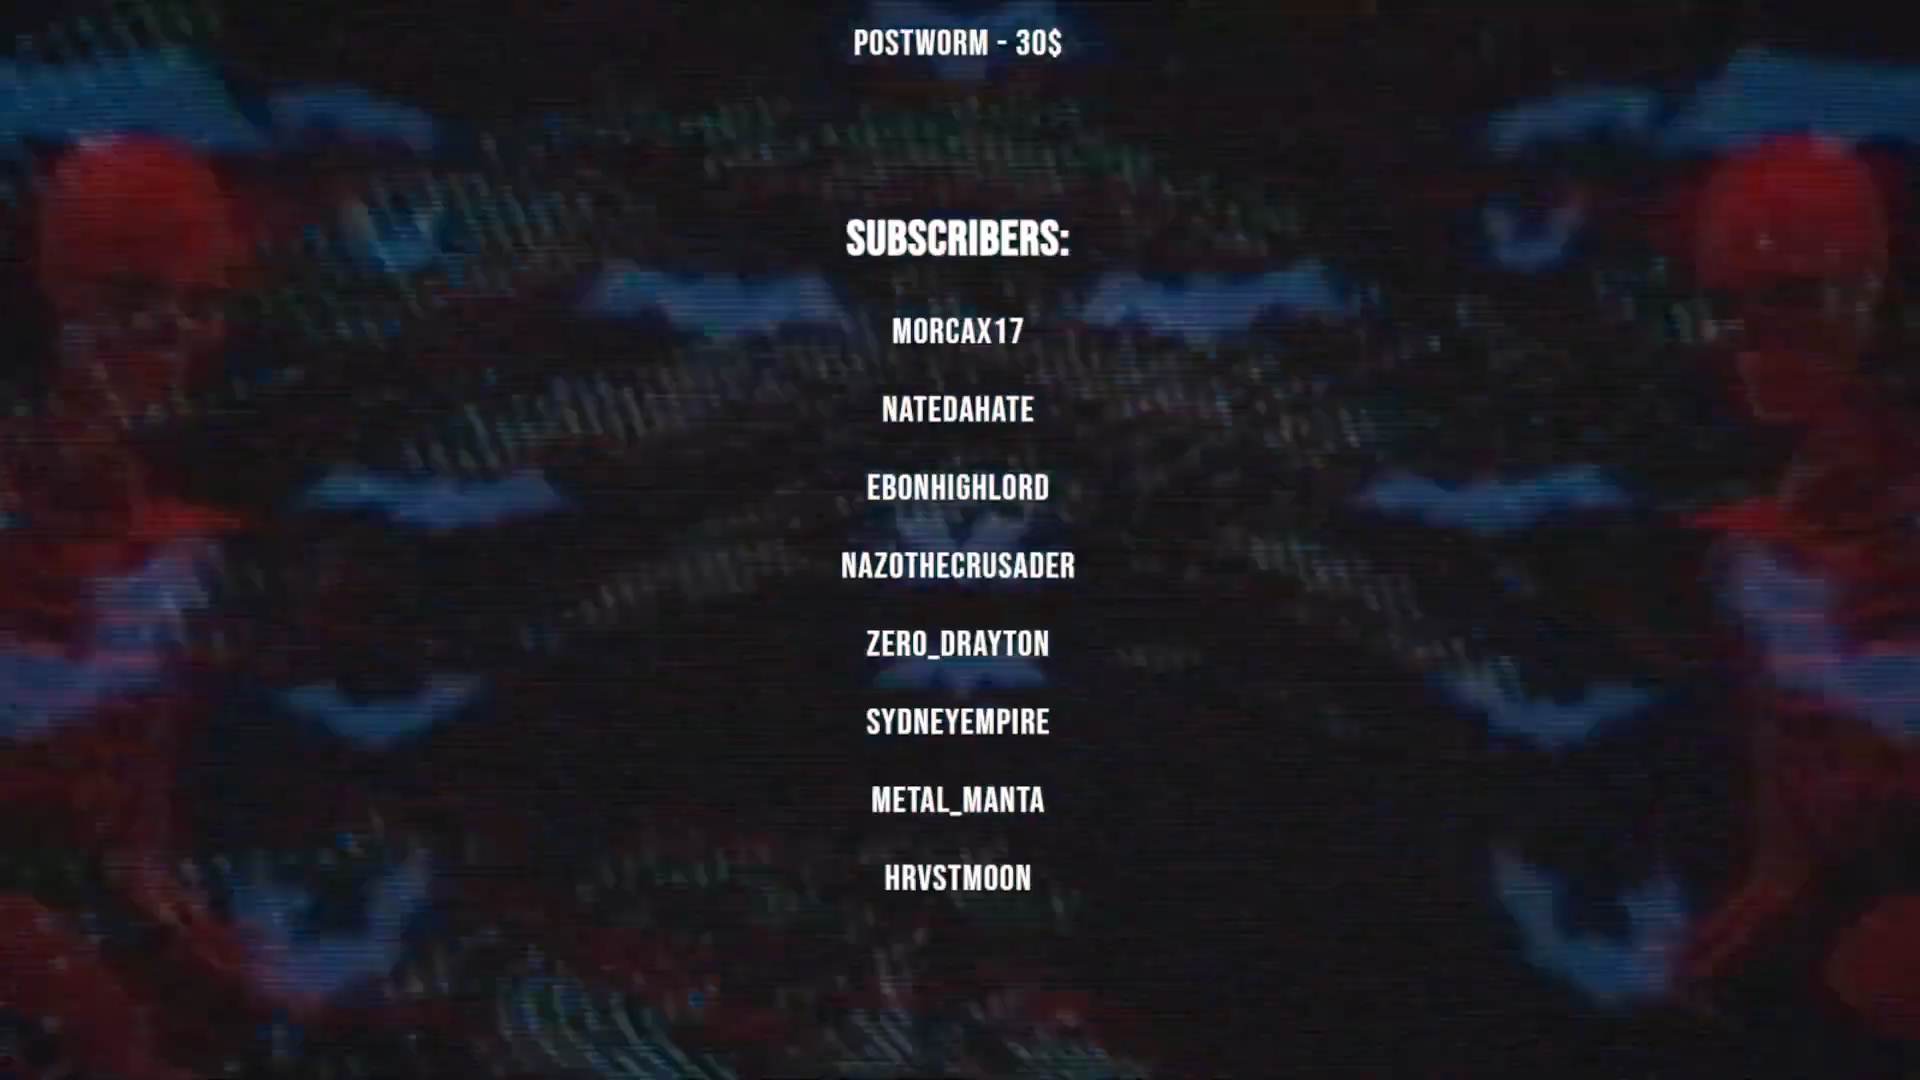 POSTWORM - 30$
SUBSCRIBERS:
MORCAX17
NATEDAHATE
EBONHIGHLORD
NAZOTHECRUSADER
ZERO_DRAYTON
SYDNEYEMPIRE
METAL_MANTA
HRVSTMOON